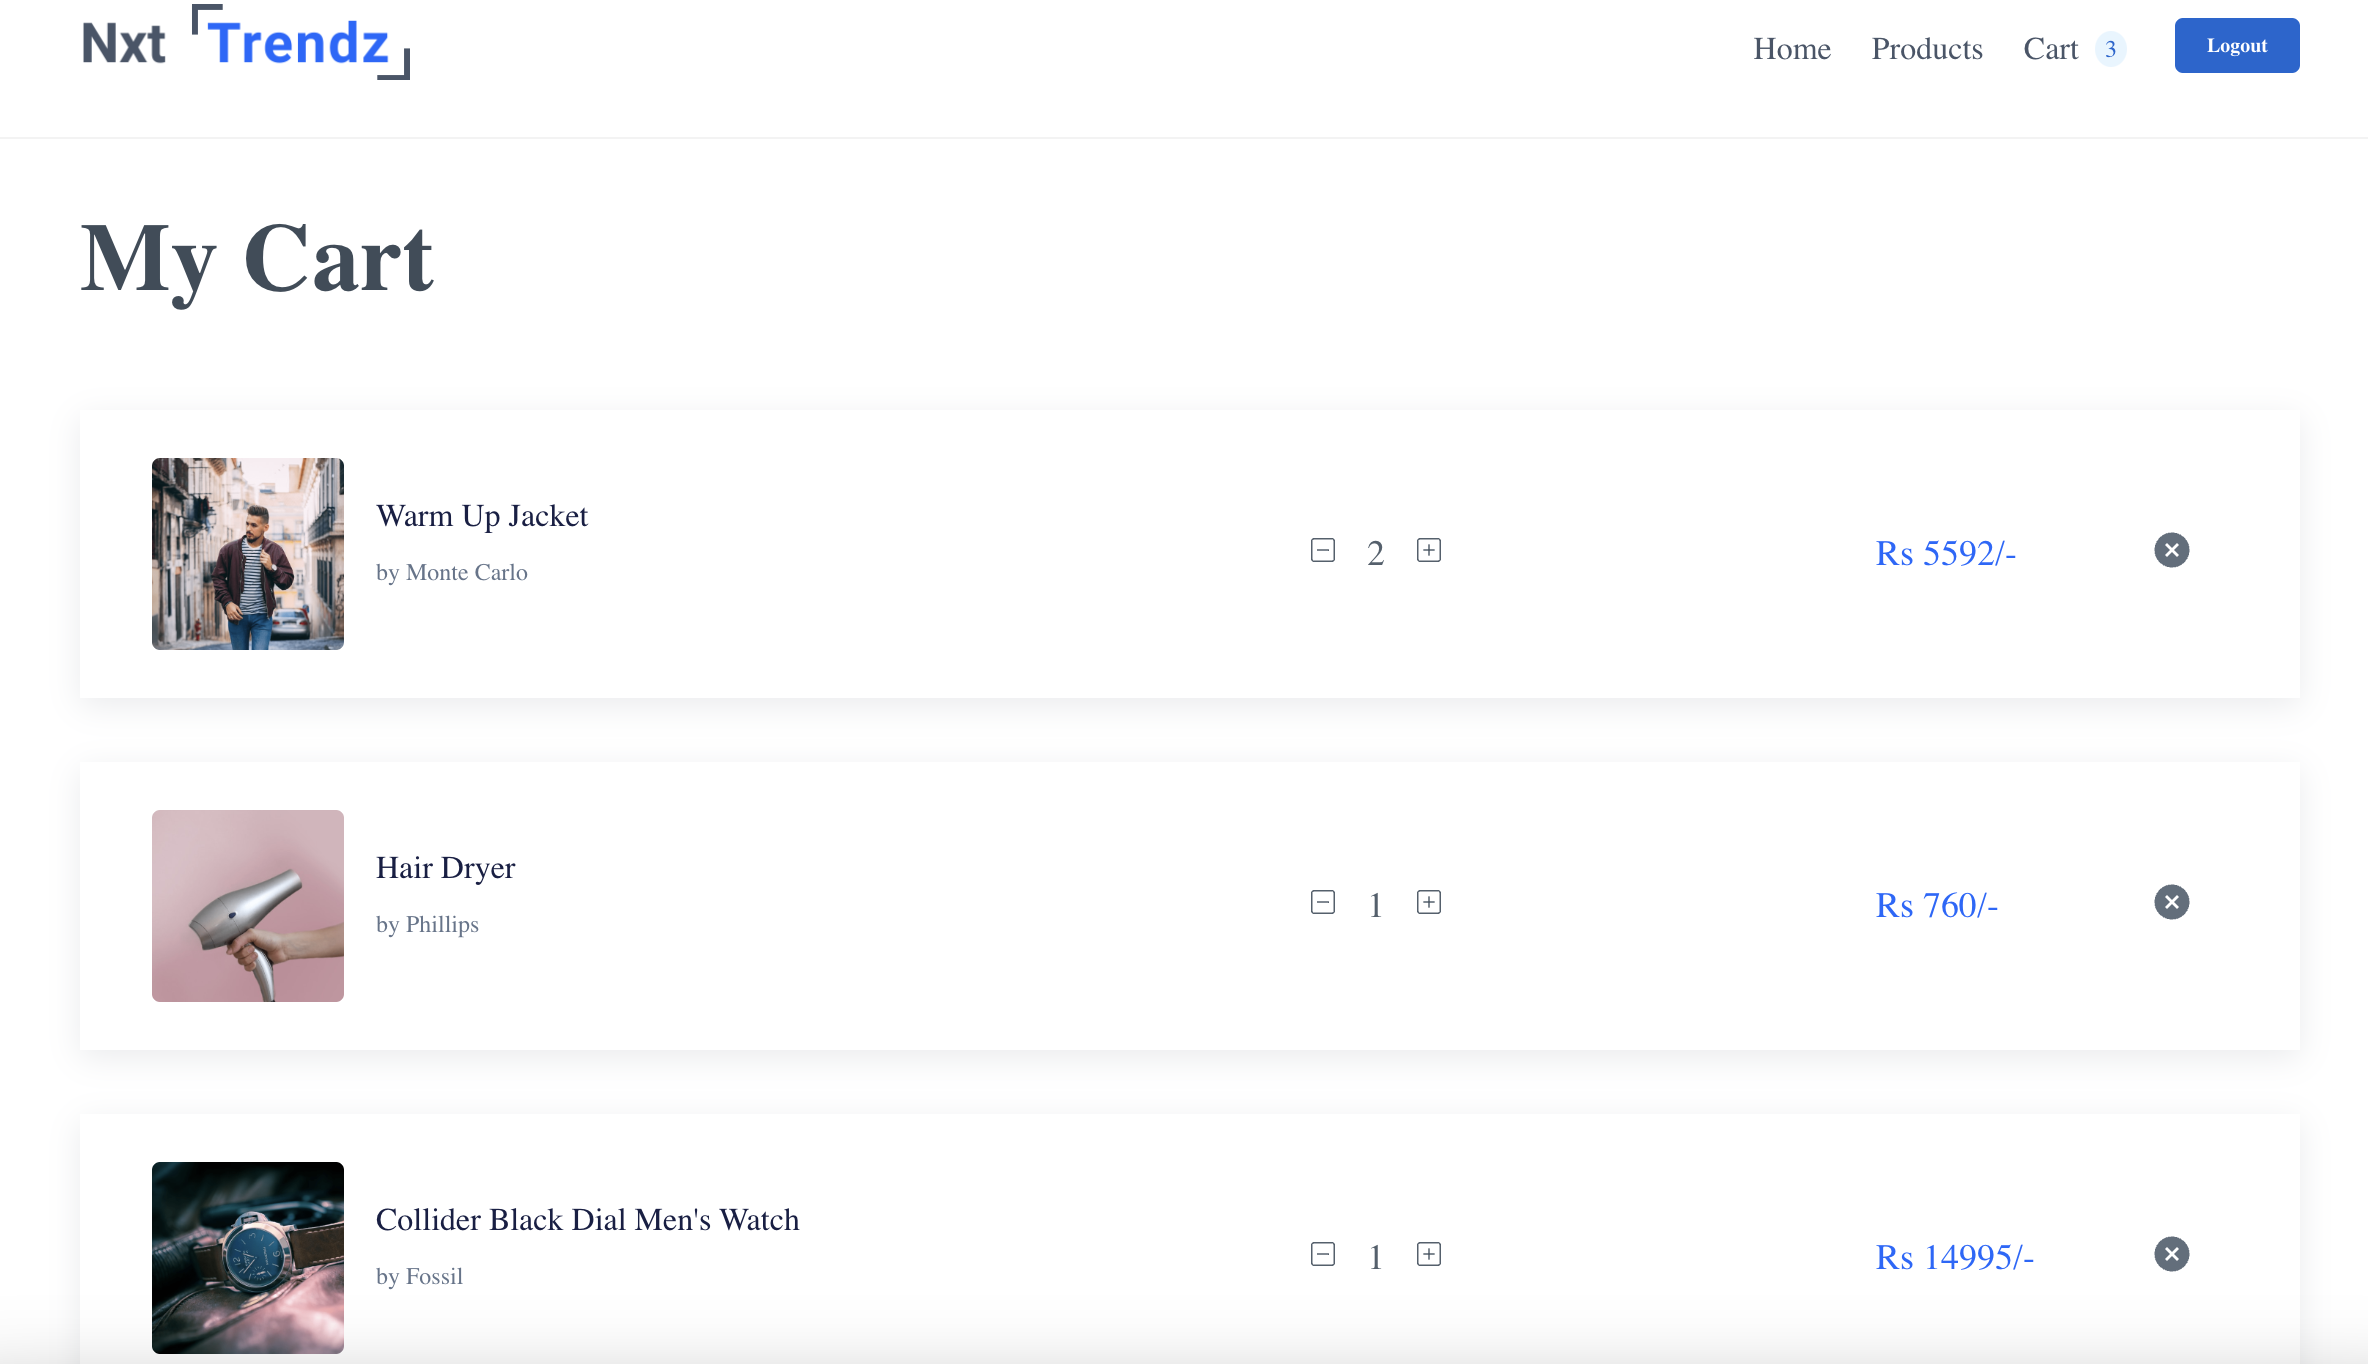 Nxt Trendz
Home Products Cart 3 Logout
My Cart
Warm Up Jacket
by Monte Carlo
2
Rs 5592/-
Hair Dryer
by Phillips
1
Rs 760/-
Collider Black Dial Men's Watch
by Fossil
1
Rs 14995/-